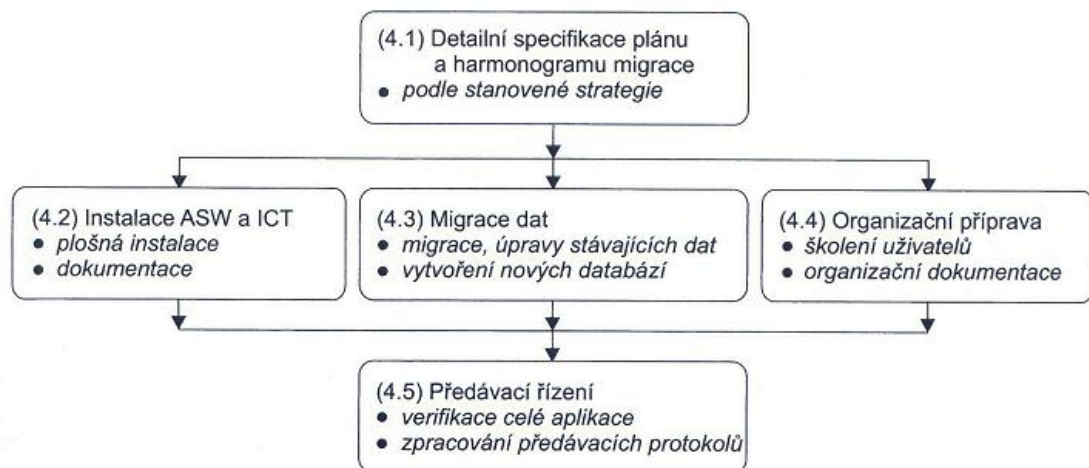 (4.1) Detailní specifikace plánu
a harmonogramu migrace
• podle stanovené strategie
(4.2) Instalace ASW a ICT
• plošná instalace
• dokumentace
(4.3) Migrace dat
• migrace, úpravy stávajících dat
• vytvoření nových databází
(4.4) Organizační příprava
• školení uživatelů
• organizační dokumentace
(4.5) Předávací řízení
• verifikace celé aplikace
• zpracování předávacích protokolů